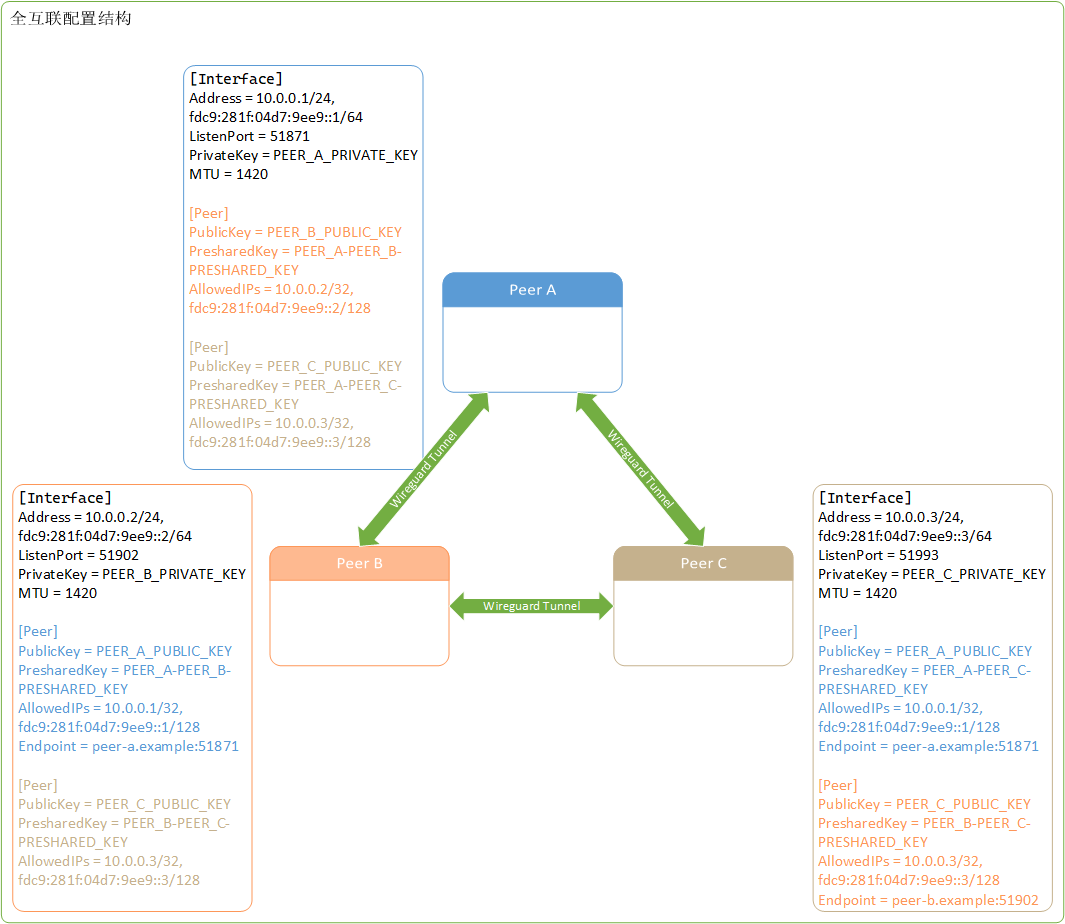 全互联配置结构
[Interface]
Address = 10.0.0.1/24,
fdc9:281f:04d7:9ee9::1/64
ListenPort = 51871
PrivateKey = PEER_A_PRIVATE_KEY
MTU = 1420
[Peer]
PublicKey = PEER_B_PUBLIC_KEY
PresharedKey = PEER_A-PEER_B-
PRESHARED_KEY
AllowedIPs = 10.0.0.2/32,
fdc9:281f:04d7:9ee9::2/128
[Peer]
PublicKey = PEER_C_PUBLIC_KEY
PresharedKey = PEER_A-PEER_C-
PRESHARED_KEY
AllowedIPs = 10.0.0.3/32,
fdc9:281f:04d7:9ee9::3/128
Peer A
Wireguard Tunnel
Wireguard Tunnel
[Interface]
Address = 10.0.0.2/24,
fdc9:281f:04d7:9ee9::2/64
ListenPort = 51902
PrivateKey = PEER_B_PRIVATE_KEY
MTU = 1420
[Peer]
PublicKey = PEER_A_PUBLIC_KEY
PresharedKey = PEER_A-PEER_B-
PRESHARED_KEY
AllowedIPs = 10.0.0.1/32,
fdc9:281f:04d7:9ee9::1/128
Endpoint = peer-a.example:51871
[Peer]
PublicKey = PEER_C_PUBLIC_KEY
PresharedKey = PEER_B-PEER_C-
PRESHARED_KEY
AllowedIPs = 10.0.0.3/32,
fdc9:281f:04d7:9ee9::3/128
Peer B
Wireguard Tunnel
Peer C
[Interface]
Address = 10.0.0.3/24,
fdc9:281f:04d7:9ee9::3/64
ListenPort = 51993
PrivateKey = PEER_C_PRIVATE_KEY
MTU = 1420
[Peer]
PublicKey = PEER_A_PUBLIC_KEY
PresharedKey = PEER_A-PEER_C-
PRESHARED_KEY
AllowedIPs = 10.0.0.1/32,
fdc9:281f:04d7:9ee9::1/128
Endpoint = peer-a.example:51871
[Peer]
PublicKey = PEER_C_PUBLIC_KEY
PresharedKey = PEER_B-PEER_C-
PRESHARED_KEY
AllowedIPs = 10.0.0.3/32,
fdc9:281f:04d7:9ee9::3/128
Endpoint = peer-b.example:51902